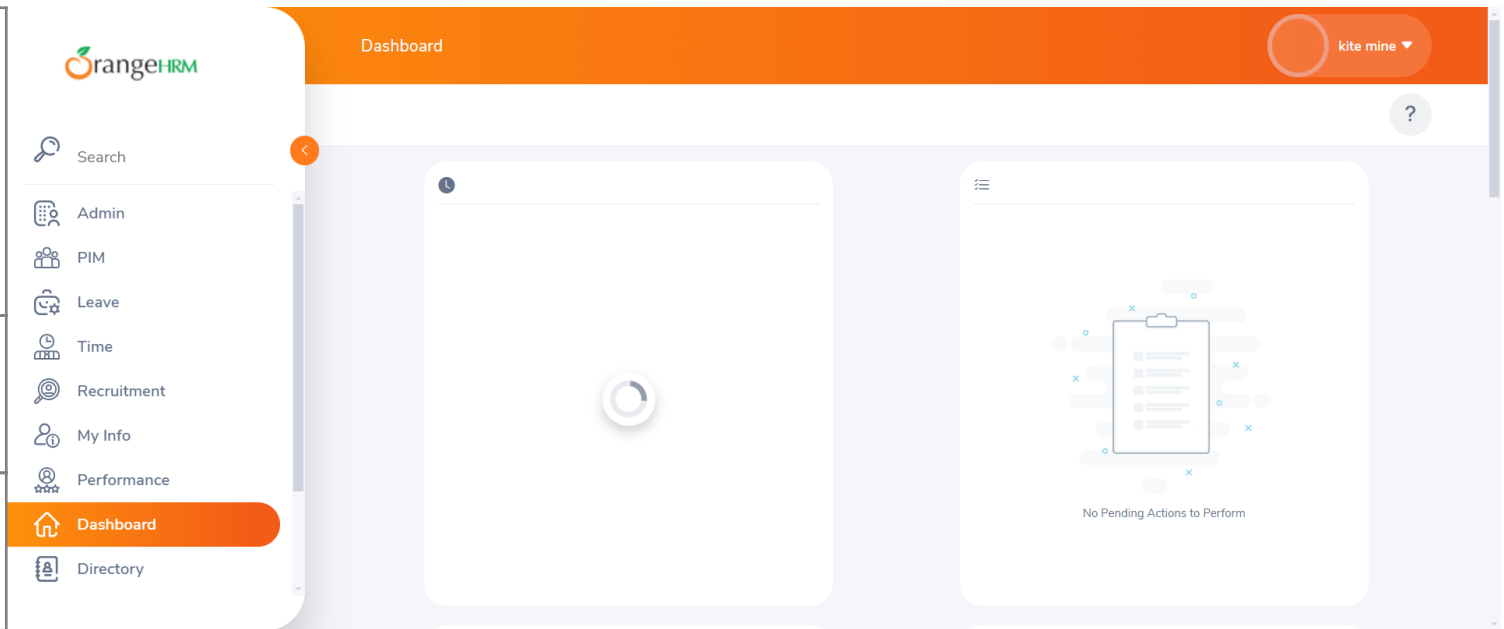 OrangeHRM
Dashboard
kite mine
?
Search
Admin
PIM
Leave
Time
Recruitment
My Info
Performance
Dashboard
Directory
No Pending Actions to Perform